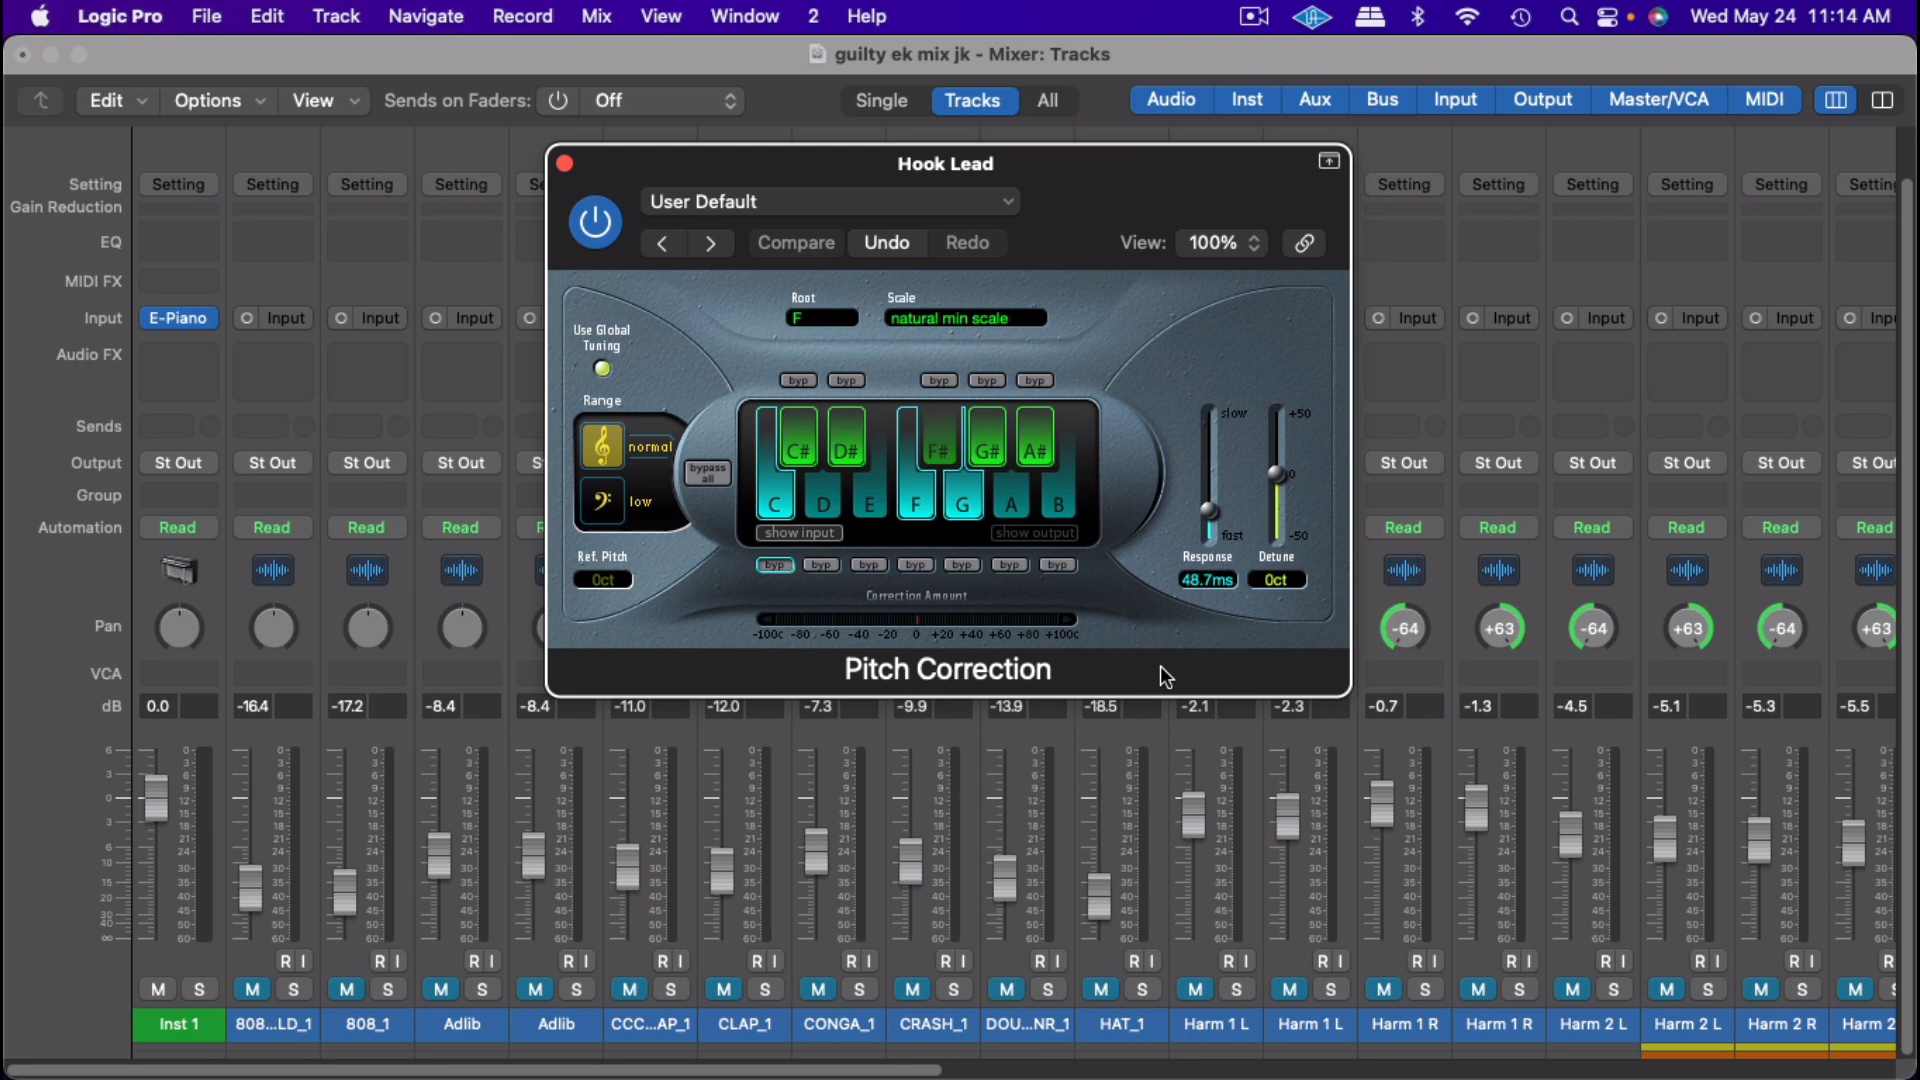 Logic Pro File Edit Track Navigate Record Mix View Window 2 Help Wed May 24 11:14 AM
guilty ek mix jk - Mixer: Tracks
Edit Options View Sends on Faders: Off Single Tracks All Audio Inst Aux Bus Input Output Master/VCA MIDI
Hook Lead
User Default
Compare Undo Redo View: 100%
Root Scale
F natural min scale
Use Global
Tuning
Range
byp byp byp byp byp
normal
low
bypass
all
C# D# F# G# A#
C D E F G A B
show input show output
byp byp byp byp byp byp byp
Ref. Pitch
0ct
Correction Amount
-100c -80 -60 -40 -20 0 +20 +40 +60 +80 +100c
slow +50
0
fast -50
Response Detune
48.7ms 0ct
Pitch Correction
Setting Setting Setting Setting Setting Setting Setting Setting Setting Setting Setting
Gain Reduction
EQ
MIDI FX
Input E-Piano Input Input Input Input Input Input Input Input
Audio FX
Sends
Output St Out St Out St Out St Out St Out St Out St Out St Out St Out
Group
Automation Read Read Read Read Read Read Read Read Read Read
Pan -64 +63 -64 +63 -64 +63
VCA
dB 0.0 -16.4 -17.2 -8.4 -8.4 -11.0 -12.0 -7.3 -9.9 -13.9 -18.5 -2.1 -2.3 -0.7 -1.3 -4.5 -5.1 -5.3 -5.5
R I R I R I R I R I R I R I R I R I R I R I R I R I R I R I R I R I R
M S M S M S M S M S M S M S M S M S M S M S M S M S M S M S M S M S M S M
Inst 1 808...LD_1 808_1 Adlib Adlib CCC...AP_1 CLAP_1 CONGA_1 CRASH_1 DOU...NR_1 HAT_1 Harm 1 L Harm 1 L Harm 1 R Harm 1 R Harm 2 L Harm 2 L Harm 2 R Harm 2